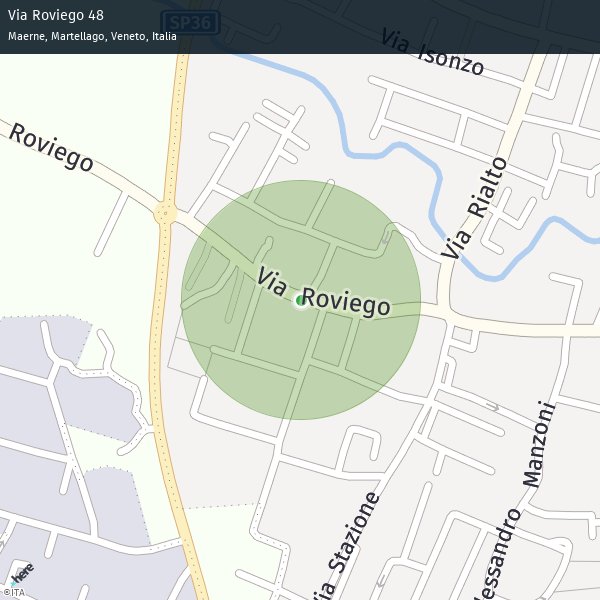 Via Roviego 48
Maerne, Martellago, Veneto, Italia
SP36
Via Isonzo
Roviego
Via Rialto
Via Roviego
Manzoni
Via Stazione
lessandro
here
©ITA